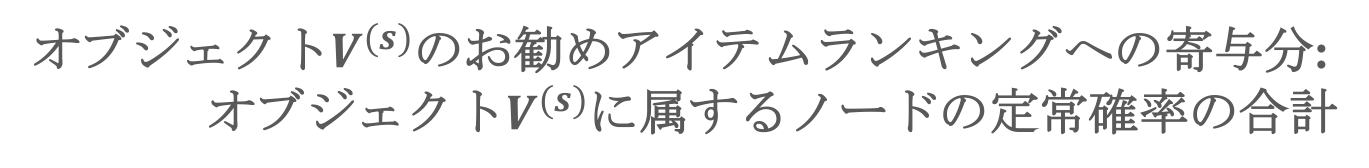 オブジェクトV^(s)のお勧めアイテムランキングへの寄与分:
オブジェクトV^(s)に属するノードの定常確率の合計